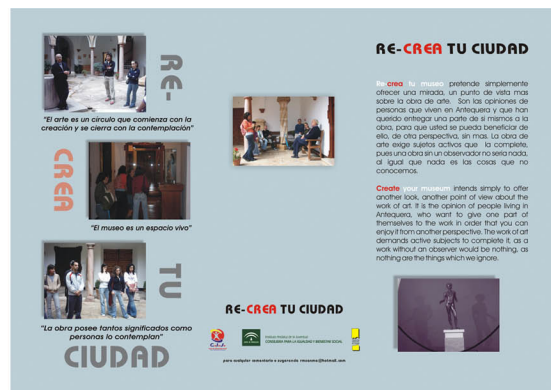 RE-
"El arte es un círculo que comienza con la
creación y se cierra con la contemplación"
CREA
"El museo es un espacio vivo"
TU
"La obra posee tantos significados como
personas lo contemplan"
CIUDAD
RE-CREA TU CIUDAD
C.J.J.
CONSEJERÍA PARA LA IGUALDAD Y BIENESTAR SOCIAL
RE-CREA TU CIUDAD
Re-crea tu museo pretende simplemente
ofrecer una mirada, un punto de vista mas
sobre la obra de arte. Son las opiniones de
personas que viven en Antequera y que han
querido entregar una parte de si mismos a la
obra, para que usted se pueda beneficiar de
ello, de otra perspectiva, sin mas. La obra de
arte exige sujetos activos que la complete,
pues una obra sin un observador no seria nada,
al igual que nada es las cosas que no
conocemos.
Create your museum intends simply to offer
another look, another point of view about the
work of art. It is the opinion of people living in
Antequera, who want to give one part of
themselves to the work in order that you can
enjoy it from another perspective. The work of art
demands active subjects to complete it, as a
work without an observer would be nothing, as
nothing are the things which we ignore.